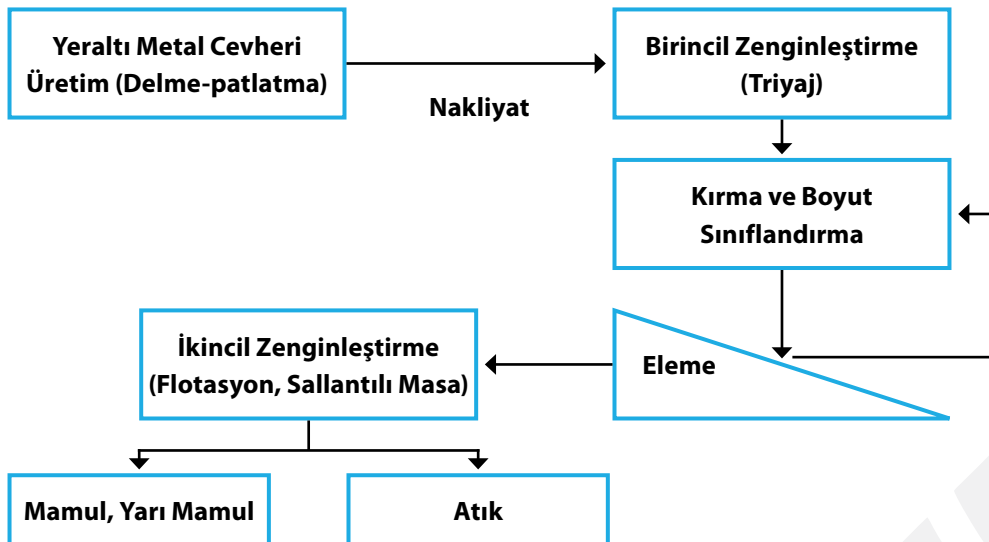 Yeraltı Metal Cevheri
Üretim (Delme-patlatma)
Nakliyat
Birincil Zenginleştirme
(Triyaj)
Kırma ve Boyut
Sınıflandırma
Eleme
İkincil Zenginleştirme
(Flotasyon, Sallantılı Masa)
Mamul, Yarı Mamul
Atık